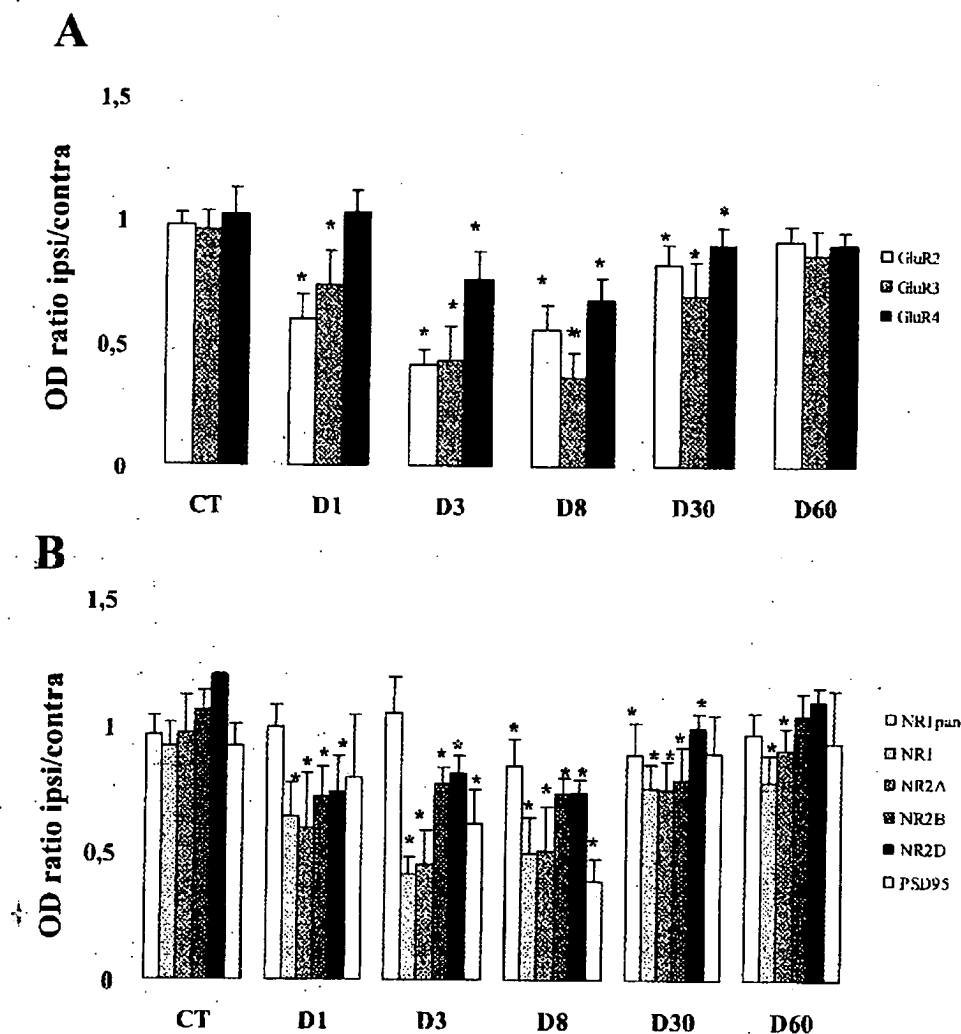 A
1,5
1
0,5
0
OD ratio ipsi/contra
* * * * * * * * * * * *
GluR2
GluR3
GluR4
CT D1 D3 D8 D30 D60
B
1,5
1
0,5
0
OD ratio ipsi/contra
* * * * * * * * * * * * * * * * * * * * * * *
NR1pan
NR1
NR2A
NR2B
NR2D
PSD95
CT D1 D3 D8 D30 D60